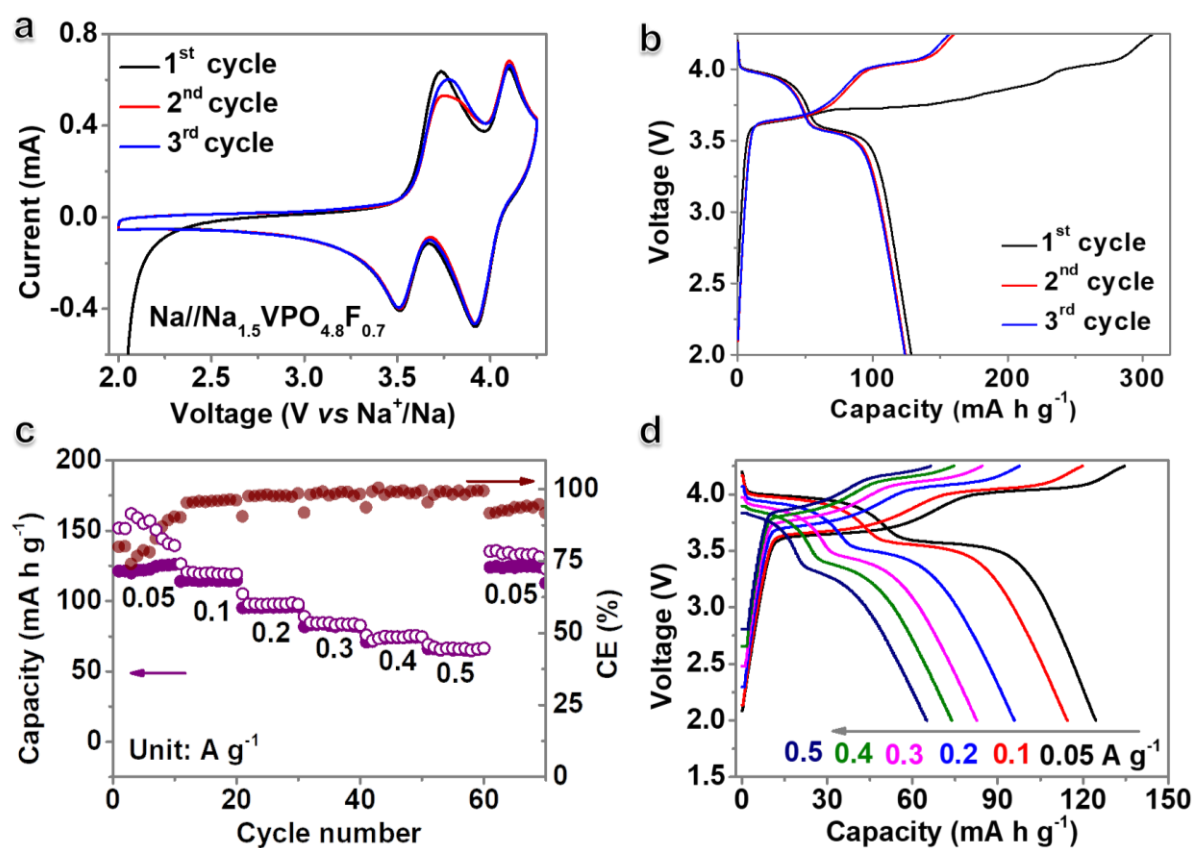 a
0.8
0.4
0.0
-0.4
Current (mA)
1st cycle
2nd cycle
3rd cycle
Na//Na1.5VPO4.8F0.7
2.0 2.5 3.0 3.5 4.0
Voltage (V vs Na+/Na)
b
4.0
3.5
3.0
2.5
2.0
Voltage (V)
1st cycle
2nd cycle
3rd cycle
0 100 200 300
Capacity (mA h g-1)
c
200
150
100
50
0
Capacity (mA h g-1)
0.05
0.1
0.2
0.3
0.4
0.5
0.05
Unit: A g-1
100
75
50
25
0
CE (%)
0 20 40 60
Cycle number
d
4.0
3.5
3.0
2.5
2.0
1.5
Voltage (V)
0.5 0.4 0.3 0.2 0.1 0.05 A g-1
0 30 60 90 120 150
Capacity (mA h g-1)